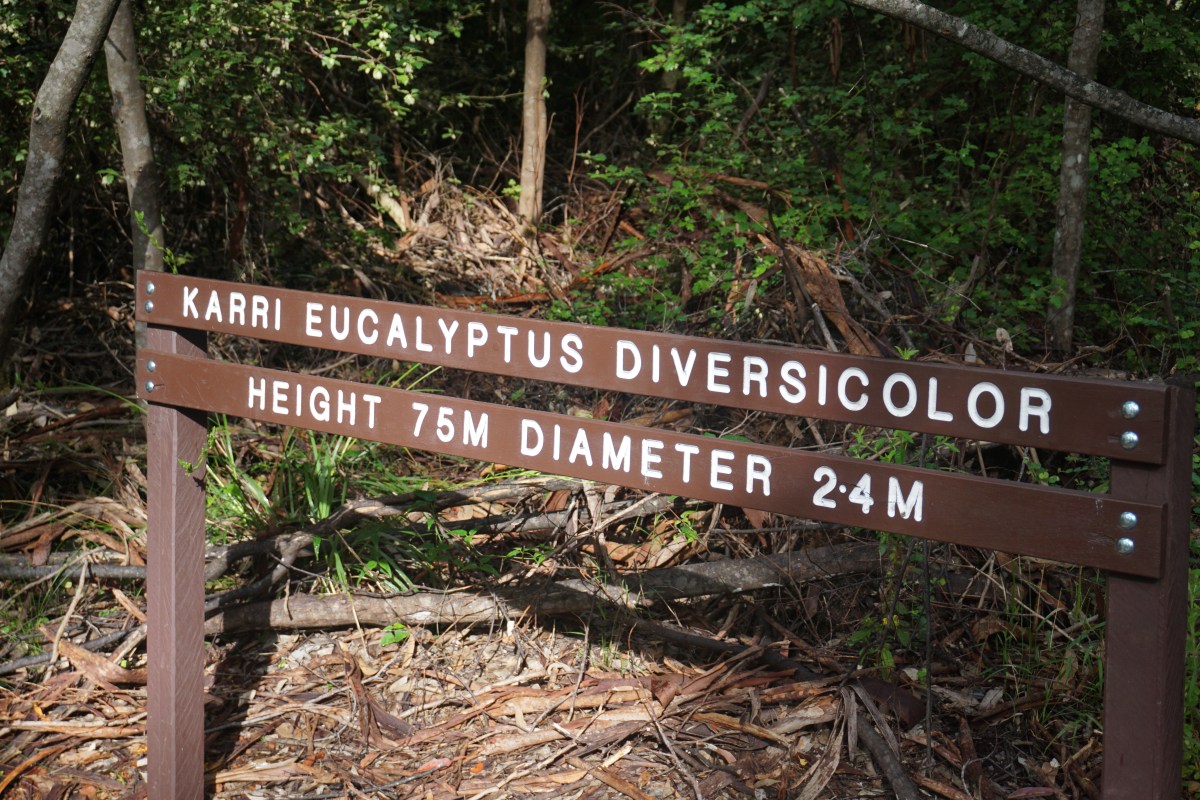 KARRI EUCALYPTUS DIVERSICOLOR
HEIGHT 75M DIAMETER 2·4M